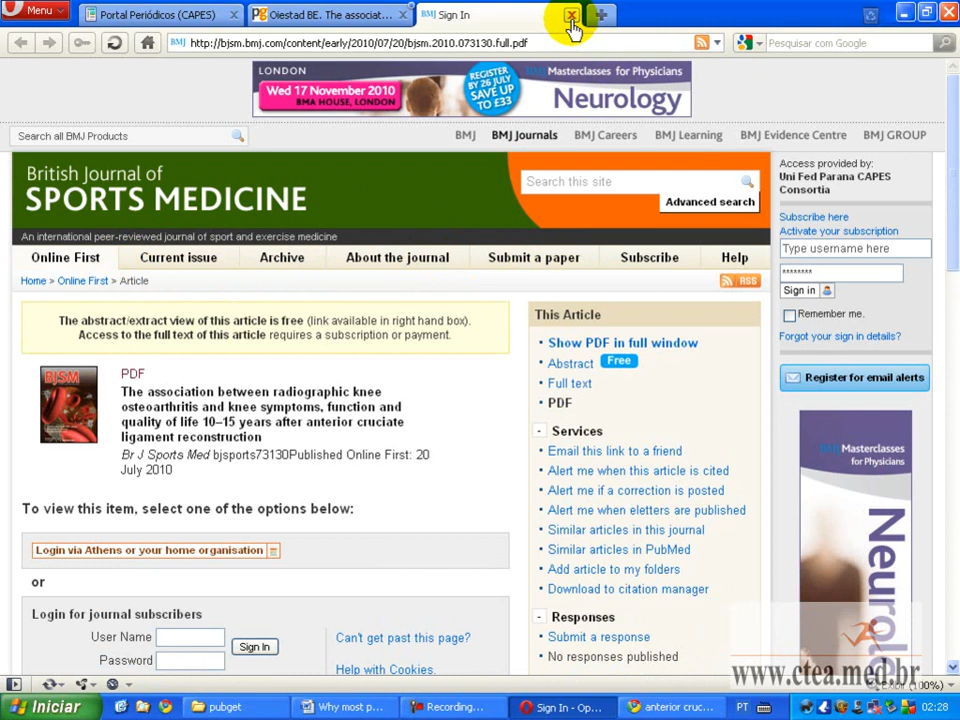 Menu
Portal Periódicos (CAPES)
Oiestad BE. The associat...
BMJ Sign In
http://bjsm.bmj.com/content/early/2010/07/20/bjsm.2010.073130.full.pdf
Pesquisar com Google
LONDON
Wed 17 November 2010
BMA HOUSE, LONDON
REGISTER
BY 26 JULY
SAVE UP
TO £33
BMJ Masterclasses for Physicians
Neurology
Search all BMJ Products
BMJ BMJ Journals BMJ Careers BMJ Learning BMJ Evidence Centre BMJ GROUP
British Journal of
SPORTS MEDICINE
Search this site
Advanced search
An international peer-reviewed journal of sport and exercise medicine
Online First Current issue Archive About the journal Submit a paper Subscribe Help
Home > Online First > Article
RSS
Access provided by:
Uni Fed Parana CAPES
Consortia
Subscribe here
Activate your subscription
Type username here
********
Sign in
Remember me.
Forgot your sign in details?
Register for email alerts
The abstract/extract view of this article is free (link available in right hand box).
Access to the full text of this article requires a subscription or payment.
BJSM
PDF
The association between radiographic knee
osteoarthritis and knee symptoms, function and
quality of life 10–15 years after anterior cruciate
ligament reconstruction
Br J Sports Med bjsports73130Published Online First: 20
July 2010
To view this item, select one of the options below:
Login via Athens or your home organisation
or
Login for journal subscribers
User Name
Password
Sign In
Can't get past this page?
Help with Cookies.
This Article
Show PDF in full window
Abstract Free
Full text
PDF
- Services
Email this link to a friend
Alert me when this article is cited
Alert me if a correction is posted
Alert me when eletters are published
Similar articles in this journal
Similar articles in PubMed
Add article to my folders
Download to citation manager
- Responses
Submit a response
No responses published
BMJ Masterclasses
for Physicians
Neurolo
www.ctea.med.br
Exibir (100%)
Iniciar
pubget
Why most p...
Recording...
Sign In - Op...
anterior cruc...
PT
02:28